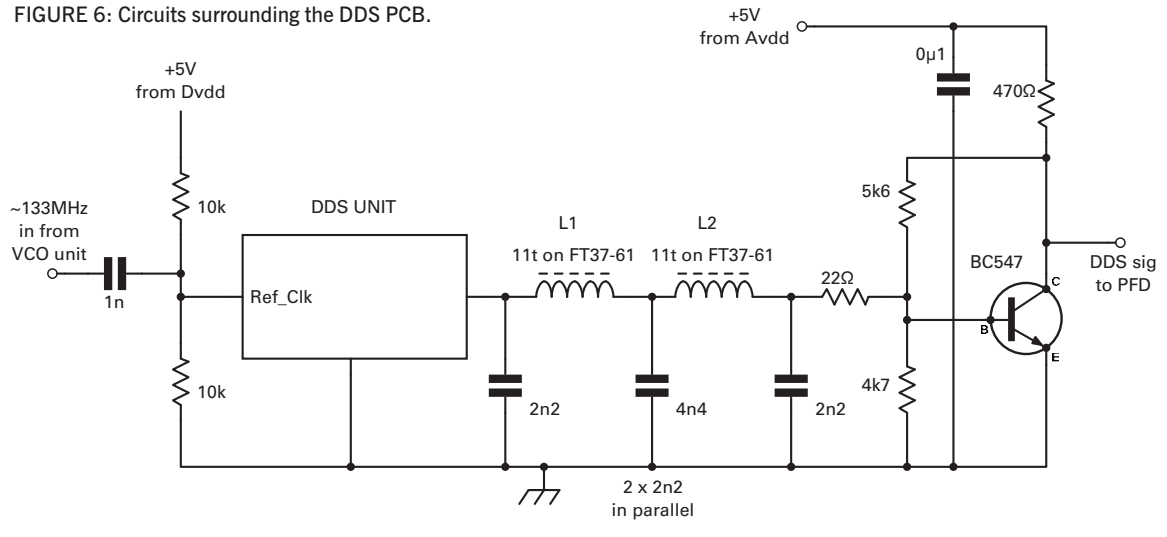 FIGURE 6: Circuits surrounding the DDS PCB.
+5V
from Avdd
0µ1
470Ω
+5V
from Dvdd
10k
~133MHz
in from
VCO unit
1n
DDS UNIT
Ref_Clk
10k
L1
11t on FT37-61
L2
11t on FT37-61
22Ω
5k6
BC547
C
B
E
DDS sig
to PFD
2n2
4n4
2n2
4k7
2 x 2n2
in parallel